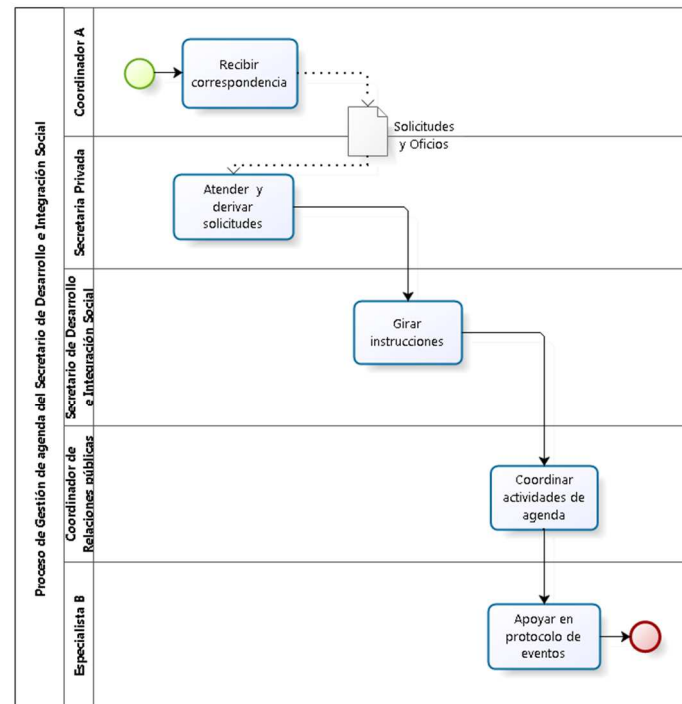 Proceso de Gestión de agenda del Secretario de Desarrollo e Integración Social
Coordinador A
Recibir
correspondencia
Solicitudes
y Oficios
Secretaria Privada
Atender y
derivar
solicitudes
Secretario de Desarrollo
e Integración Social
Girar
instrucciones
Coordinador de
Relaciones públicas
Coordinar
actividades de
agenda
Especialista B
Apoyar en
protocolo de
eventos